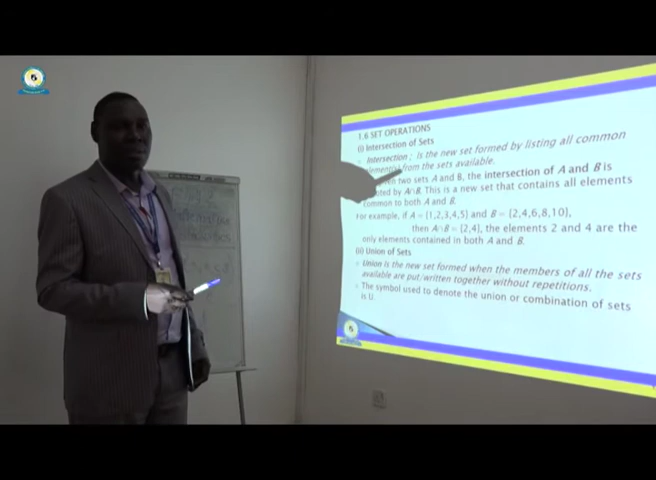 1.6 SET OPERATIONS
(i) Intersection of Sets
Intersection ; is the new set formed by listing all common
element(s) from the sets available.
two sets A and B, the intersection of A and B is
by A∩B. This is a new set that contains all elements
common to both A and B.
For example, if A = {1,2,3,4,5} and B = {2,4,6,8,10},
then A∩B = {2,4}, the elements 2 and 4 are the
only elements contained in both A and B.
(ii) Union of Sets
Union is the new set formed when the members of all the sets
available are put/written together without repetitions.
The symbol used to denote the union or combination of sets
is U.